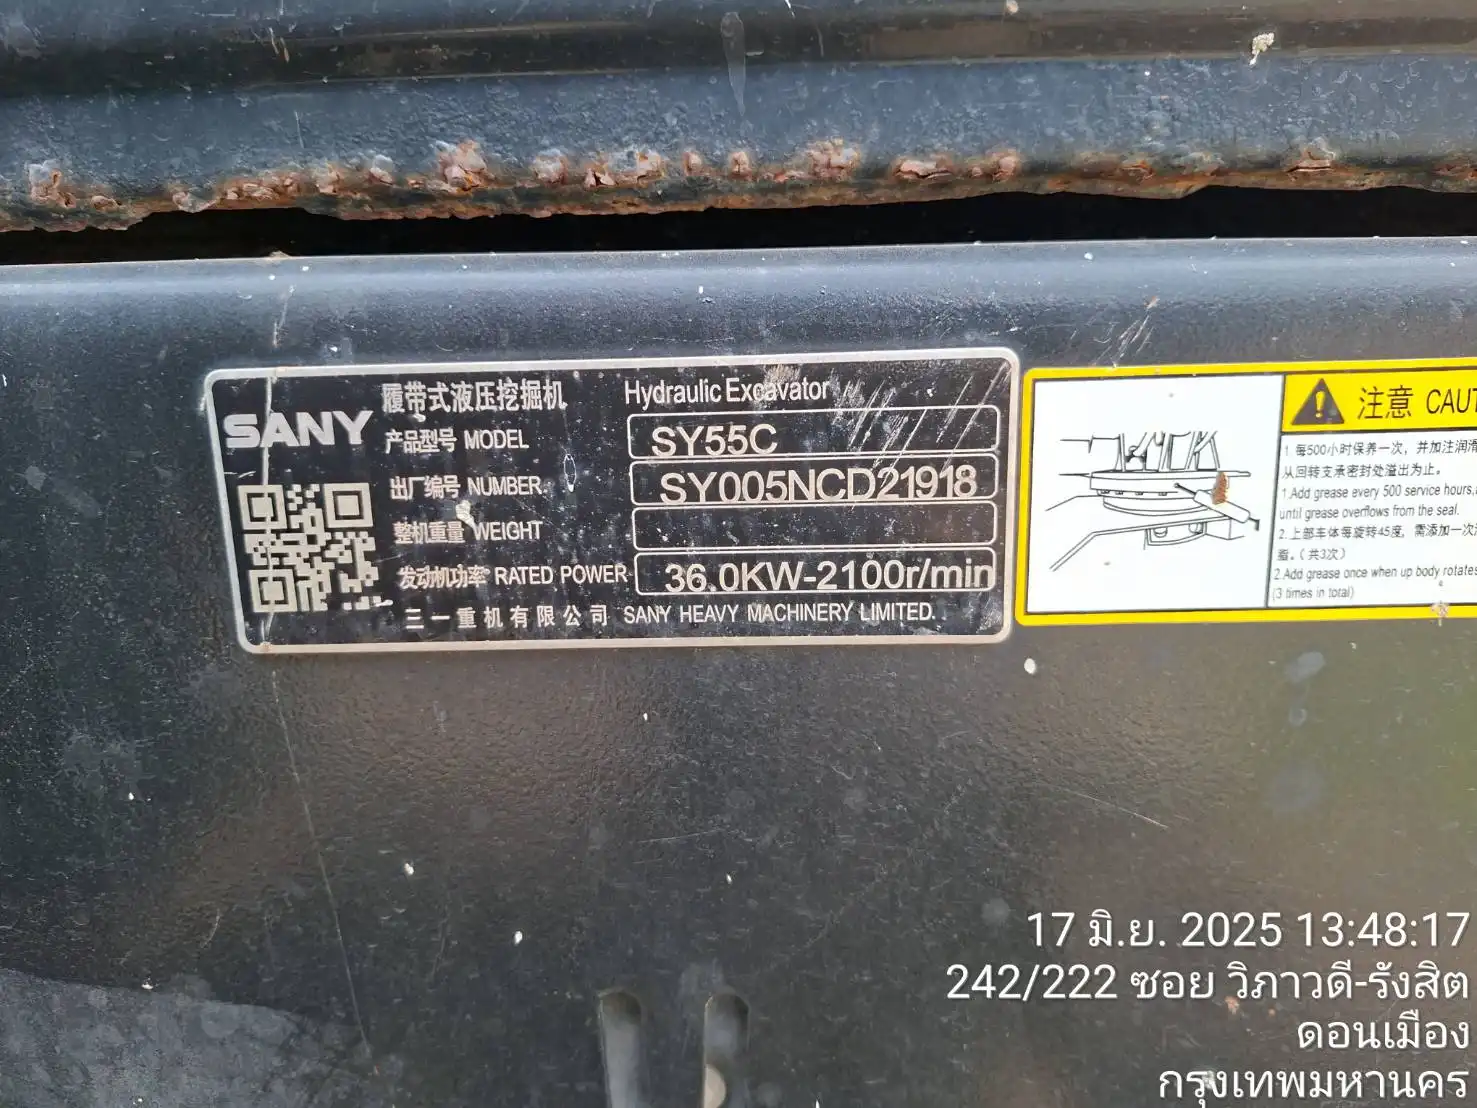 履带式液压挖掘机 Hydraulic Excavator
SANY
产品型号 MODEL SY55C
出厂编号 NUMBER SY005NCD21918
整机重量 WEIGHT
发动机功率 RATED POWER 36.0KW-2100r/min
三一重机有限公司 SANY HEAVY MACHINERY LIMITED.
注意 CAUT
1 每500小时保养一次，并加注润滑
从回转支承密封处溢出为止。
1.Add grease every 500 service hours,
until grease overflows from the seal.
2.上部车体每旋转45度，需添加一次
脂。（共3次）
2.Add grease once when up body rotates
(3 times in total)
17 มิ.ย. 2025 13:48:17
242/222 ซอย วิภาวดี-รังสิต
ดอนเมือง
กรุงเทพมหานคร